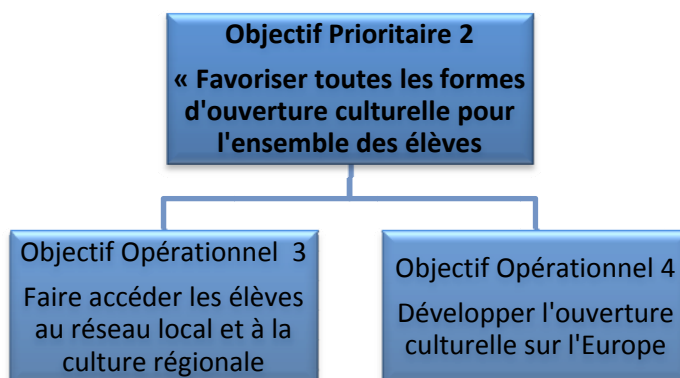 Objectif Prioritaire 2
« Favoriser toutes les formes
d'ouverture culturelle pour
l'ensemble des élèves
Objectif Opérationnel 3
Faire accéder les élèves
au réseau local et à la
culture régionale
Objectif Opérationnel 4
Développer l'ouverture
culturelle sur l'Europe